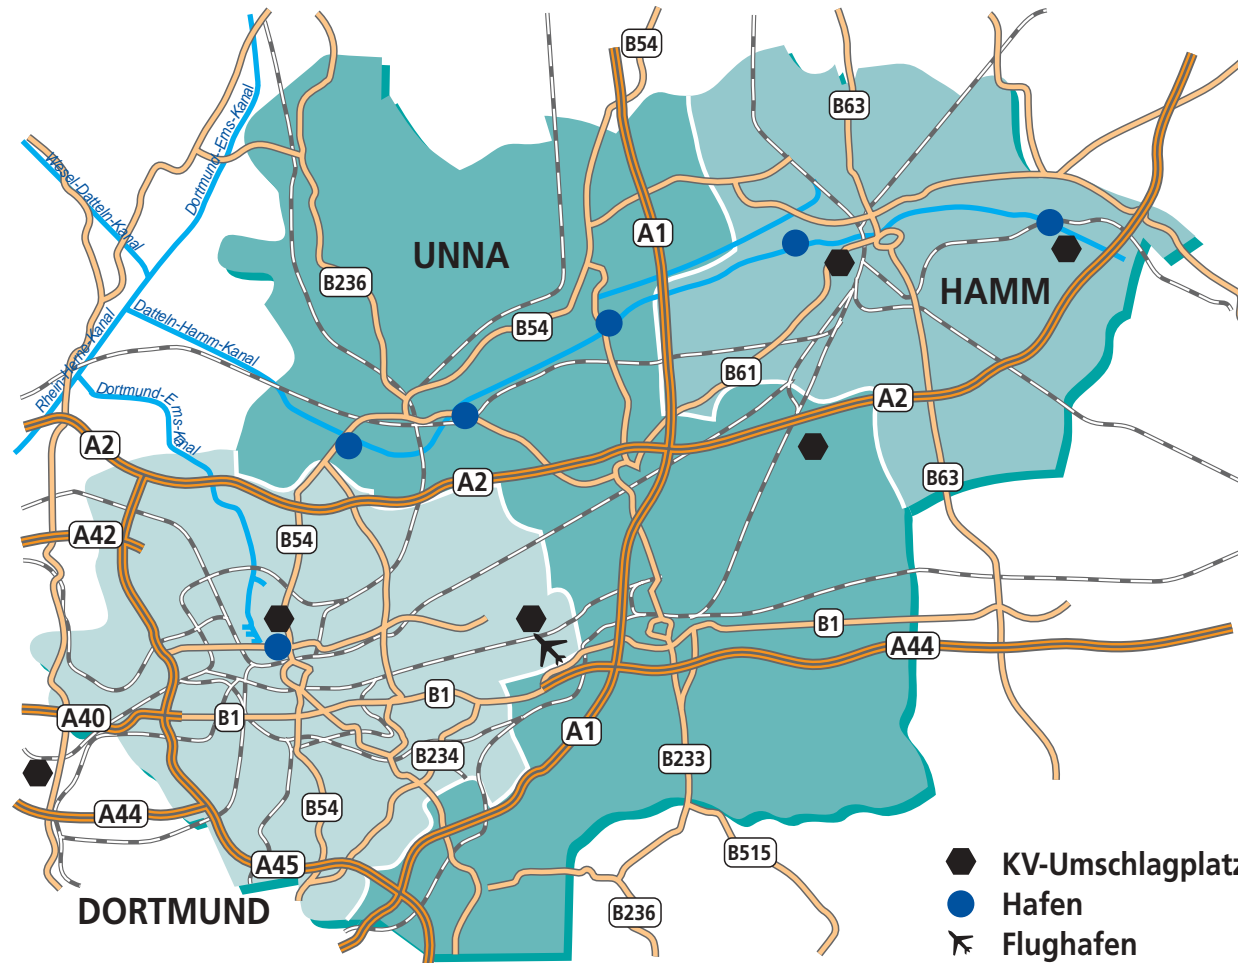 B54
B63
Dortmund-Ems-Kanal
Wesel-Datteln-Kanal
A1
UNNA
B236
HAMM
Datteln-Hamm-Kanal
B54
Rhein-Herne-Kanal
Dortmund-Ems-Kanal
B61
A2
A2
A2
B63
A42
B54
B1
A44
B1
A40
B1
A1
B234
B233
B54
A44
B515
A45
KV-Umschlagplatz
DORTMUND
Hafen
B236
Flughafen